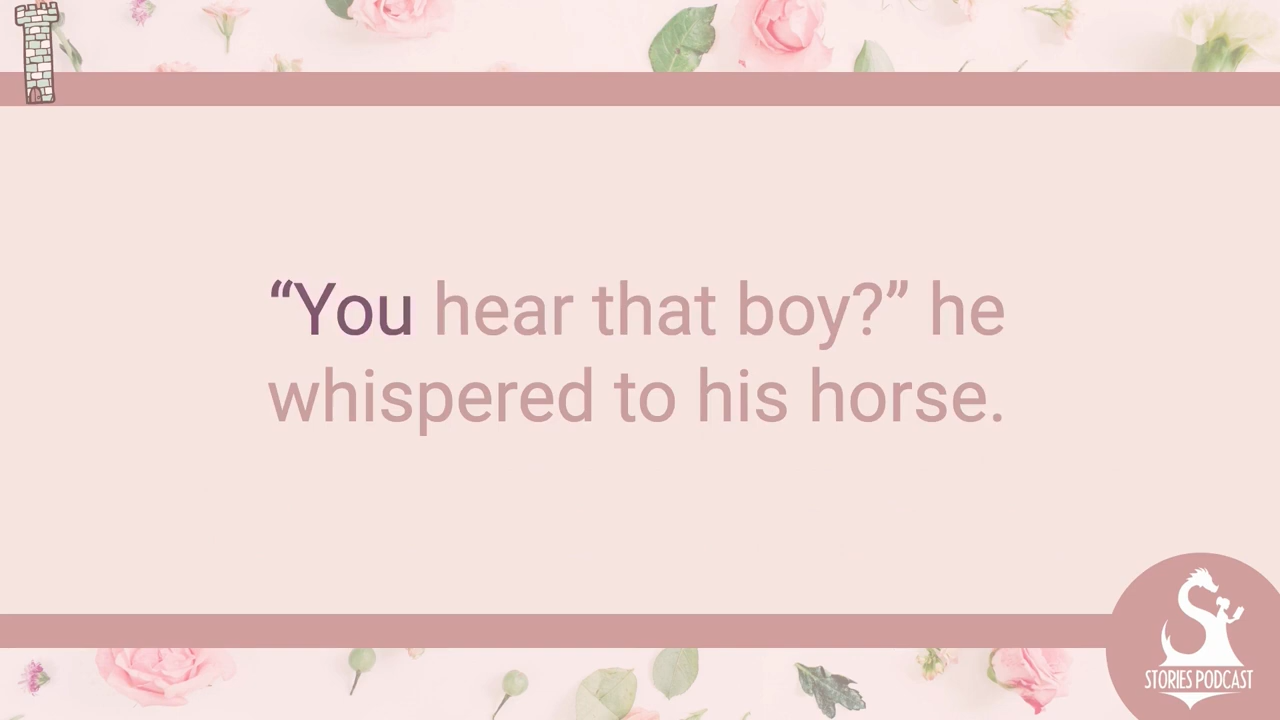 “You hear that boy?” he
whispered to his horse.
STORIES PODCAST